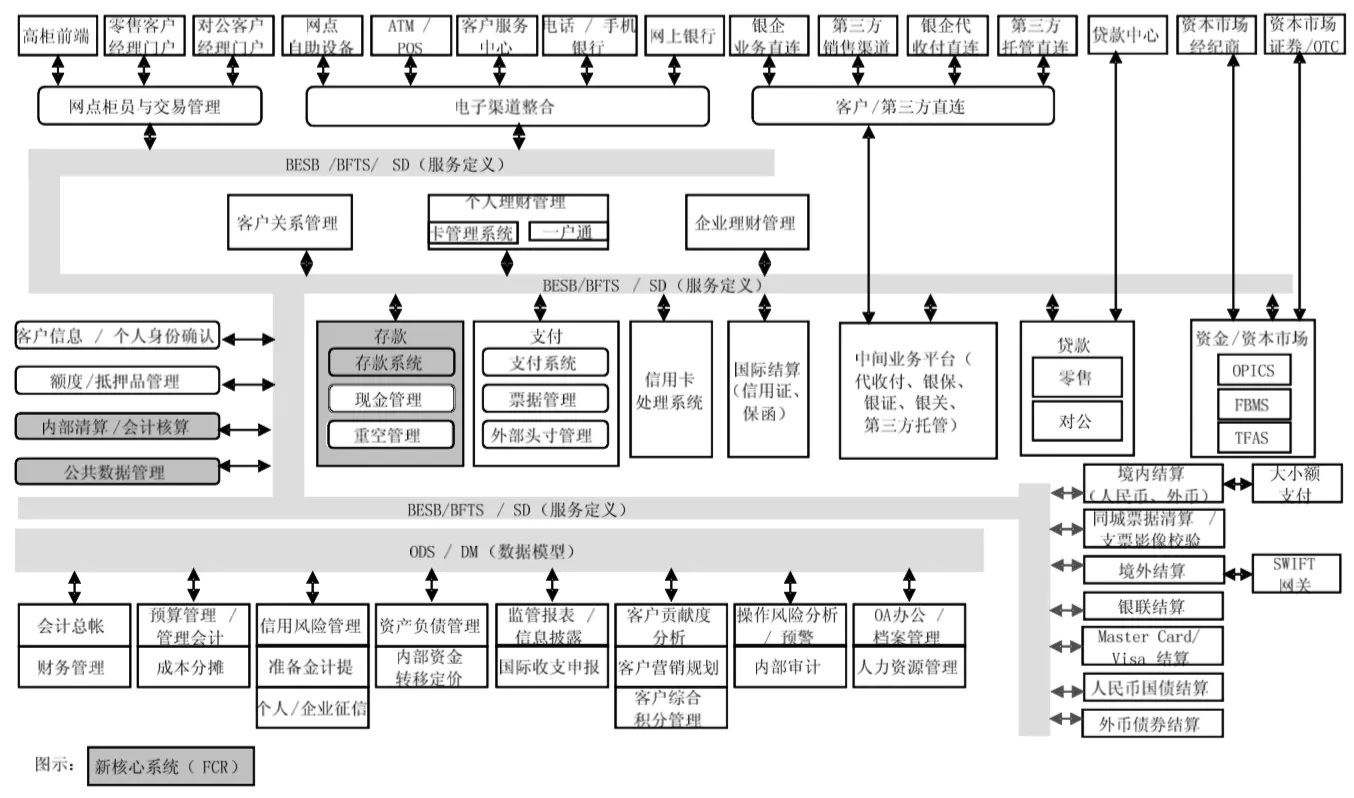 高柜前端
零售客户
经理门户
对公客户
经理门户
网点
自助设备
ATM /
POS
客户服务
中心
电话 / 手机
银行
网上银行
银企
业务直连
第三方
销售渠道
银企代
收付直连
第三方
托管直连
贷款中心
资本市场
经纪商
资本市场
证券/OTC
网点柜员与交易管理
电子渠道整合
客户/第三方直连
BESB /BFTS/ SD（服务定义）
客户关系管理
个人理财管理
卡管理系统
一户通
企业理财管理
BESB/BFTS / SD（服务定义）
客户信息 / 个人身份确认
额度/抵押品管理
内部清算/会计核算
公共数据管理
存款
存款系统
现金管理
重空管理
支付
支付系统
票据管理
外部头寸管理
信用卡
处理系统
国际结算
（信用证、
保函）
中间业务平台（
代收付、银保、
银证、银关、
第三方托管）
贷款
零售
对公
资金/资本市场
OPICS
FBMS
TFAS
BESB/BFTS / SD（服务定义）
境内结算
（人民币、外币）
大小额
支付
同城票据清算 /
支票影像校验
境外结算
SWIFT
网关
银联结算
Master Card/
Visa 结算
人民币国债结算
外币债券结算
ODS / DM（数据模型）
会计总帐
财务管理
预算管理 /
管理会计
成本分摊
信用风险管理
准备金计提
个人/企业征信
资产负债管理
内部资金
转移定价
监管报表 /
信息披露
国际收支申报
客户贡献度
分析
客户营销规划
客户综合
积分管理
操作风险分析
/ 预警
内部审计
OA办公 /
档案管理
人力资源管理
图示：
新核心系统（ FCR）